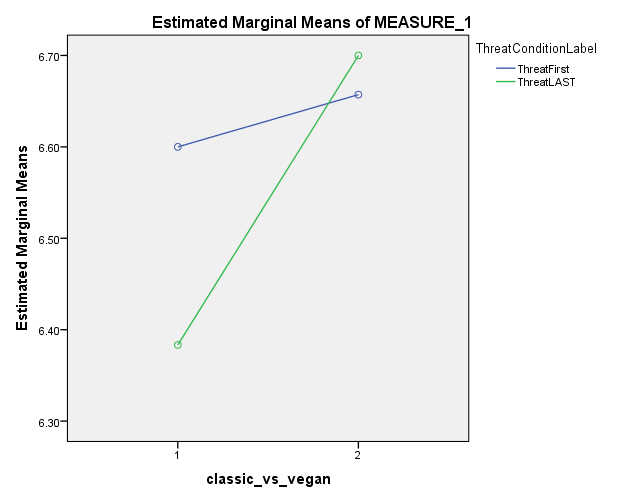 Estimated Marginal Means of MEASURE_1
ThreatConditionLabel
ThreatFirst
ThreatLAST
Estimated Marginal Means
6.70
6.60
6.50
6.40
6.30
1
2
classic_vs_vegan